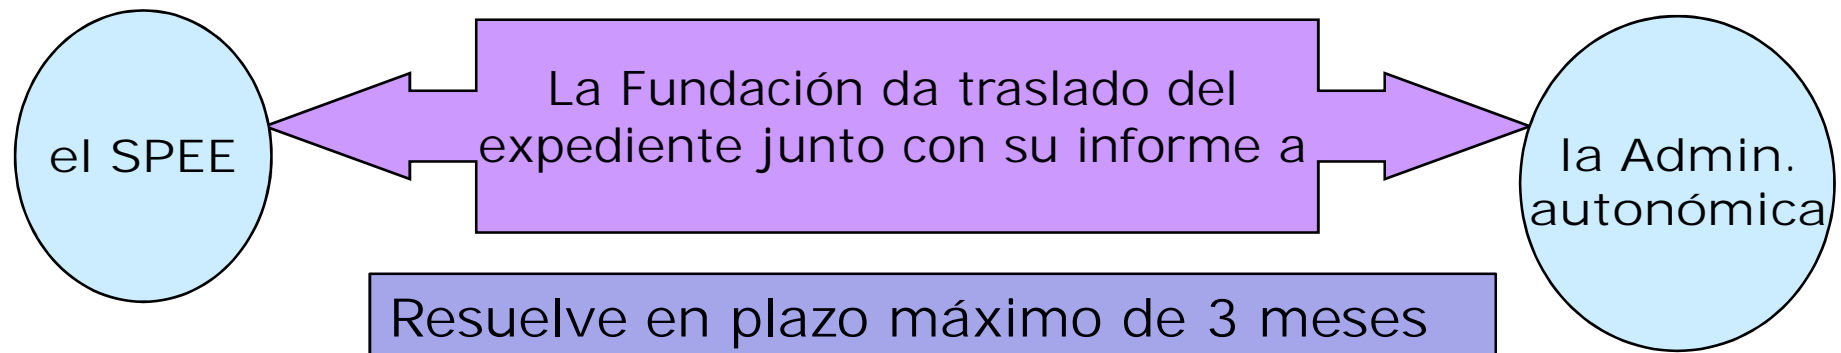 el SPEE
La Fundación da traslado del
expediente junto con su informe a
la Admin.
autonómica
Resuelve en plazo máximo de 3 meses